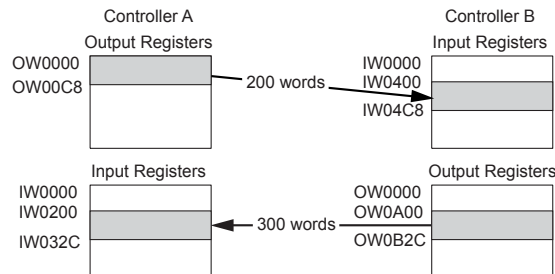 Controller A
Output Registers
OW0000
OW00C8
200 words
Controller B
Input Registers
IW0000
IW0400
IW04C8
Input Registers
IW0000
IW0200
IW032C
300 words
Output Registers
OW0000
OW0A00
OW0B2C